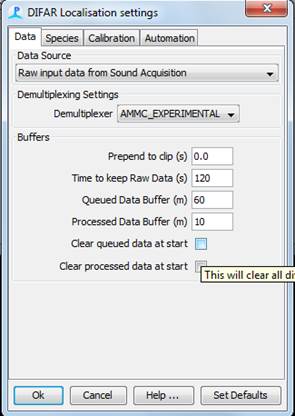 DIFAR Localisation settings
Data Species Calibration Automation
Data Source
Raw input data from Sound Acquisition
Demultiplexing Settings
Demultiplexer AMMC_EXPERIMENTAL
Buffers
Prepend to clip (s) 0.0
Time to keep Raw Data (s) 120
Queued Data Buffer (m) 60
Processed Data Buffer (m) 10
Clear queued data at start
Clear processed data at start
This will clear all di
Ok Cancel Help ... Set Defaults